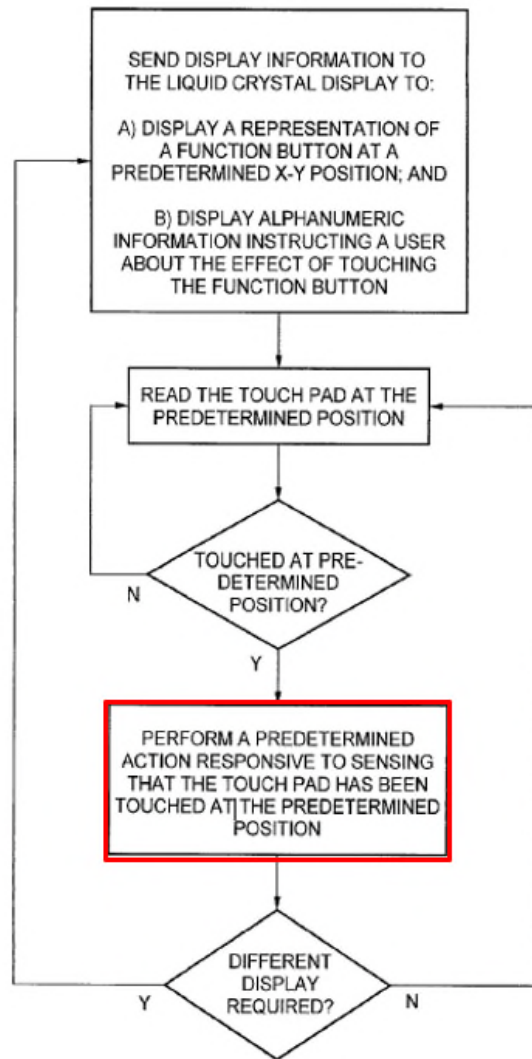 SEND DISPLAY INFORMATION TO
THE LIQUID CRYSTAL DISPLAY TO:
A) DISPLAY A REPRESENTATION OF
A FUNCTION BUTTON AT A
PREDETERMINED X-Y POSITION; AND
B) DISPLAY ALPHANUMERIC
INFORMATION INSTRUCTING A USER
ABOUT THE EFFECT OF TOUCHING
THE FUNCTION BUTTON
READ THE TOUCH PAD AT THE
PREDETERMINED POSITION
TOUCHED AT PRE-
DETERMINED
POSITION?
N
Y
PERFORM A PREDETERMINED
ACTION RESPONSIVE TO SENSING
THAT THE TOUCH PAD HAS BEEN
TOUCHED AT THE PREDETERMINED
POSITION
DIFFERENT
DISPLAY
REQUIRED?
Y
N